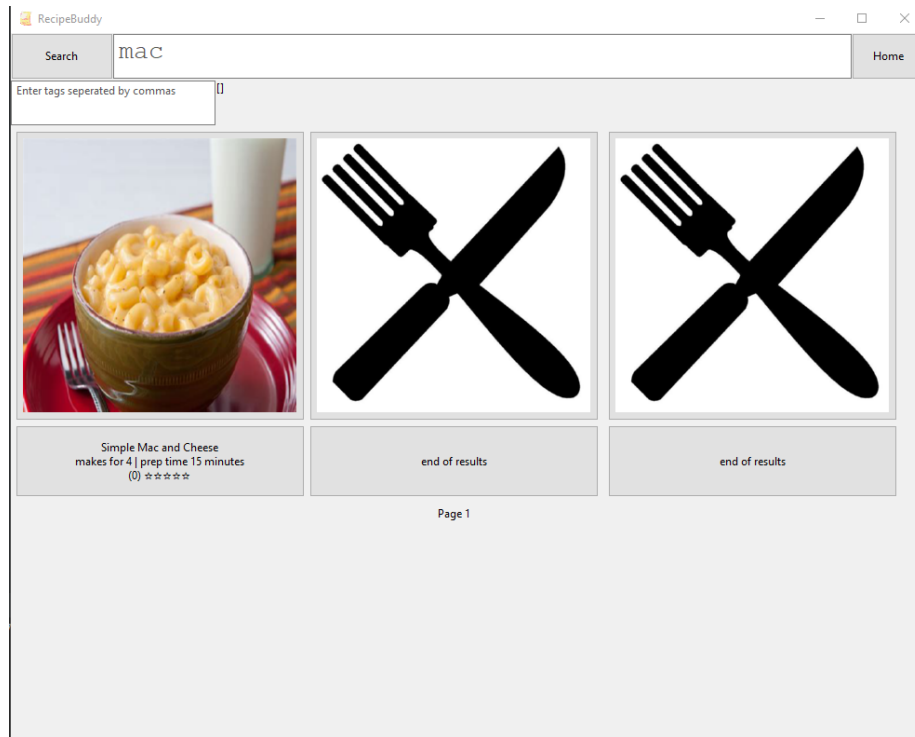 RecipeBuddy
Search
mac
Home
Enter tags seperated by commas
[]
Simple Mac and Cheese
makes for 4 | prep time 15 minutes
(0) ☆☆☆☆☆
end of results
end of results
Page 1